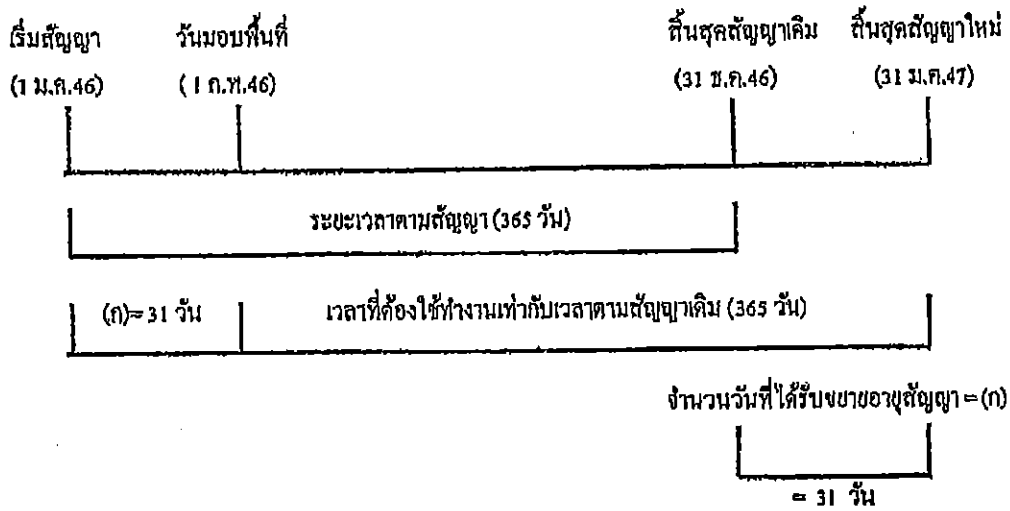 เริ่มสัญญา วันมอบพื้นที่ สิ้นสุดสัญญาเดิม สิ้นสุดสัญญาใหม่
(1 ม.ค.46) (1 ก.พ.46) (31 ธ.ค.46) (31 ม.ค.47)
ระยะเวลาตามสัญญา (365 วัน)
(ก)= 31 วัน เวลาที่ต้องใช้ทำงานเท่ากับเวลาตามสัญญาเดิม (365 วัน)
จำนวนวันที่ได้รับขยายอายุสัญญา = (ก)
= 31 วัน